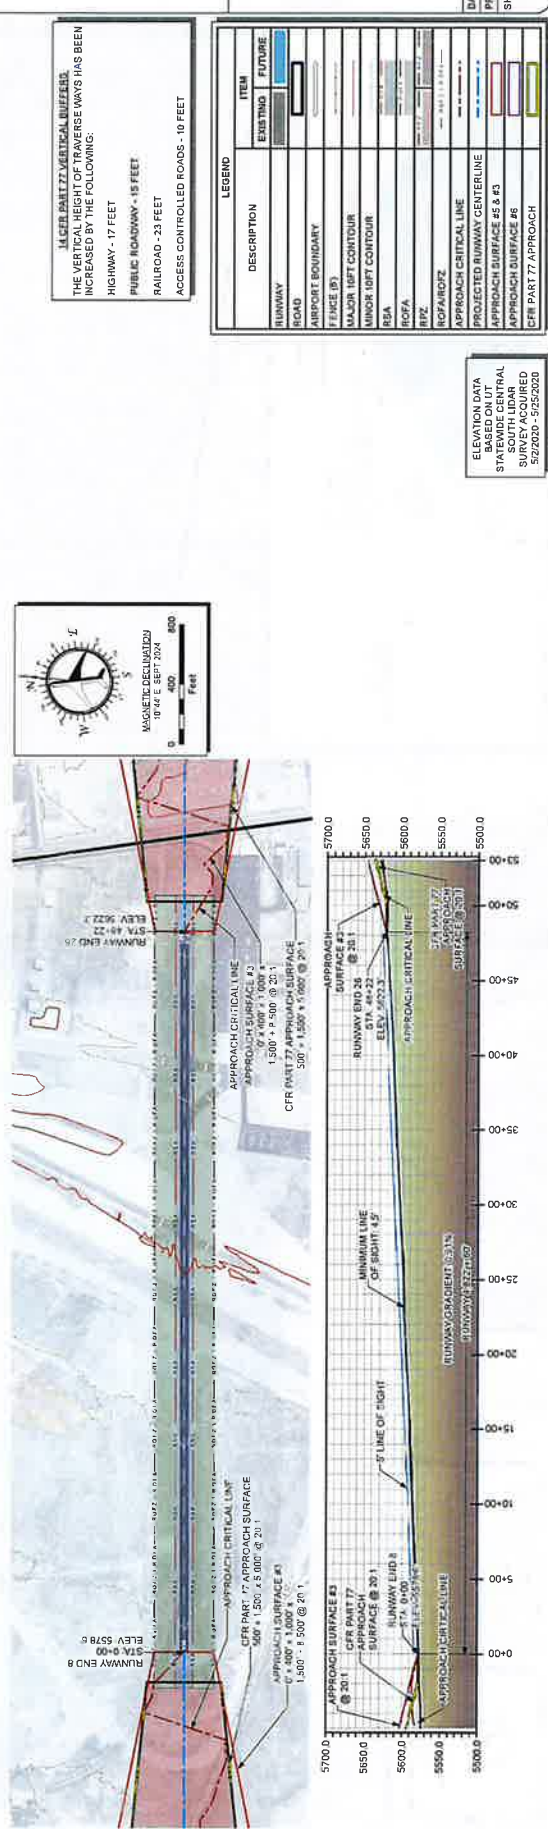 14 CFR PART 77 VERTICAL BUFFERS
THE VERTICAL HEIGHT OF TRAVERSE WAYS HAS BEEN
INCREASED BY THE FOLLOWING:
HIGHWAY - 17 FEET
PUBLIC ROADWAY - 15 FEET
RAILROAD - 23 FEET
ACCESS CONTROLLED ROADS - 10 FEET
LEGEND
DESCRIPTION
ITEM
EXISTING
FUTURE
RUNWAY
ROAD
AIRPORT BOUNDARY
MAJOR 10FT CONTOUR
MINOR 10FT CONTOUR
RSA
ROFA
RPZ
ROFA/ROFZ
APPROACH CRITICAL LINE
PROJECTED RUNWAY CENTERLINE
APPROACH SURFACE #5 & #3
APPROACH SURFACE #6
CFR PART 77 APPROACH
ELEVATION DATA
BASED ON UT
STATEWIDE CENTRAL
SOUTH LIDAR
SURVEY ACQUIRED
5/2/2020 - 5/25/2020
N
E
S
W
MAGNETIC DECLINATION
10°44' E SEPT 2024
0 400 800
Feet
RUNWAY END 8
STA: 0+00
ELEV: 5578
APPROACH CRITICAL LINE
CFR PART 77 APPROACH SURFACE
500' x 1,500' x 5,000' @ 20:1
APPROACH SURFACE #3
0' x 400' x 1,000' x
1,500' + 8,500' @ 20:1
RUNWAY END 26
STA: 48+22
ELEV: 5622.3
APPROACH CRITICAL LINE
APPROACH SURFACE #3
0' x 400' x 1,000' x
1,500' + 8,500' @ 20:1
CFR PART 77 APPROACH SURFACE
500' x 1,500' x 5,000' @ 20:1
5700.0
5650.0
5600.0
5550.0
5500.0
APPROACH SURFACE #3
@ 20:1
CFR PART 77
APPROACH
SURFACE @ 20:1
RUNWAY END 8
STA: 0+00
APPROACH CRITICAL LINE
5' LINE OF SIGHT
MINIMUM LINE
OF SIGHT: 4.5'
RUNWAY GRADIENT 0.91%
APPROACH
SURFACE #3
@ 20:1
RUNWAY END 26
STA: 48+22
ELEV: 5622.3
APPROACH CRITICAL LINE
CFR PART 77
APPROACH
SURFACE @ 20:1
5700.0
5650.0
5600.0
5550.0
5500.0
0+00
5+00
10+00
15+00
20+00
25+00
30+00
35+00
40+00
45+00
50+00
53+00